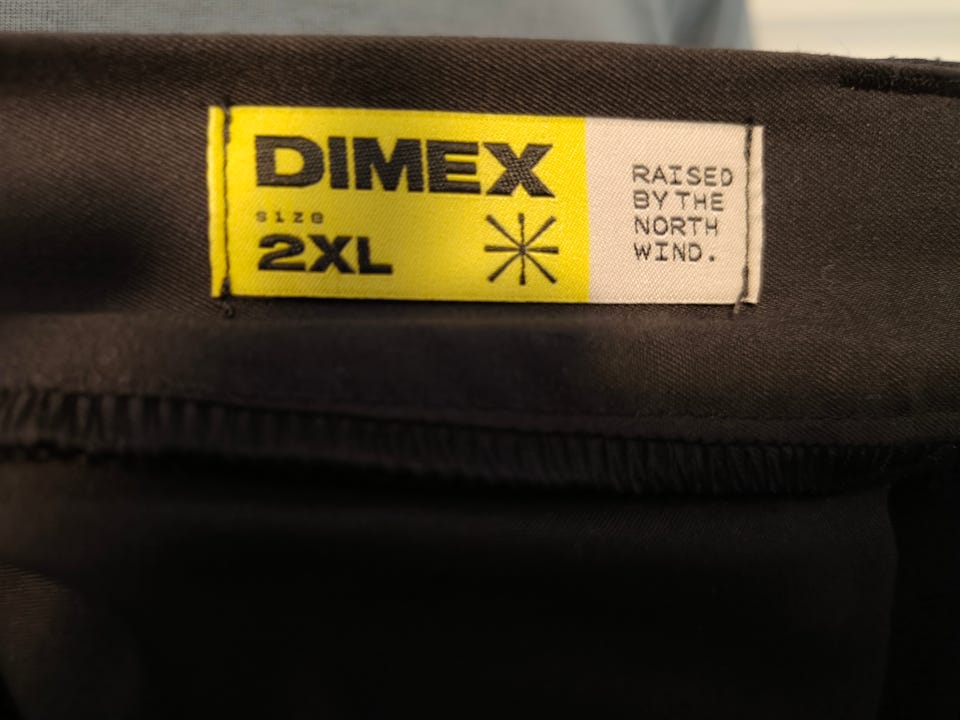 DIMEX
size
2XL
RAISED
BY THE
NORTH
WIND.